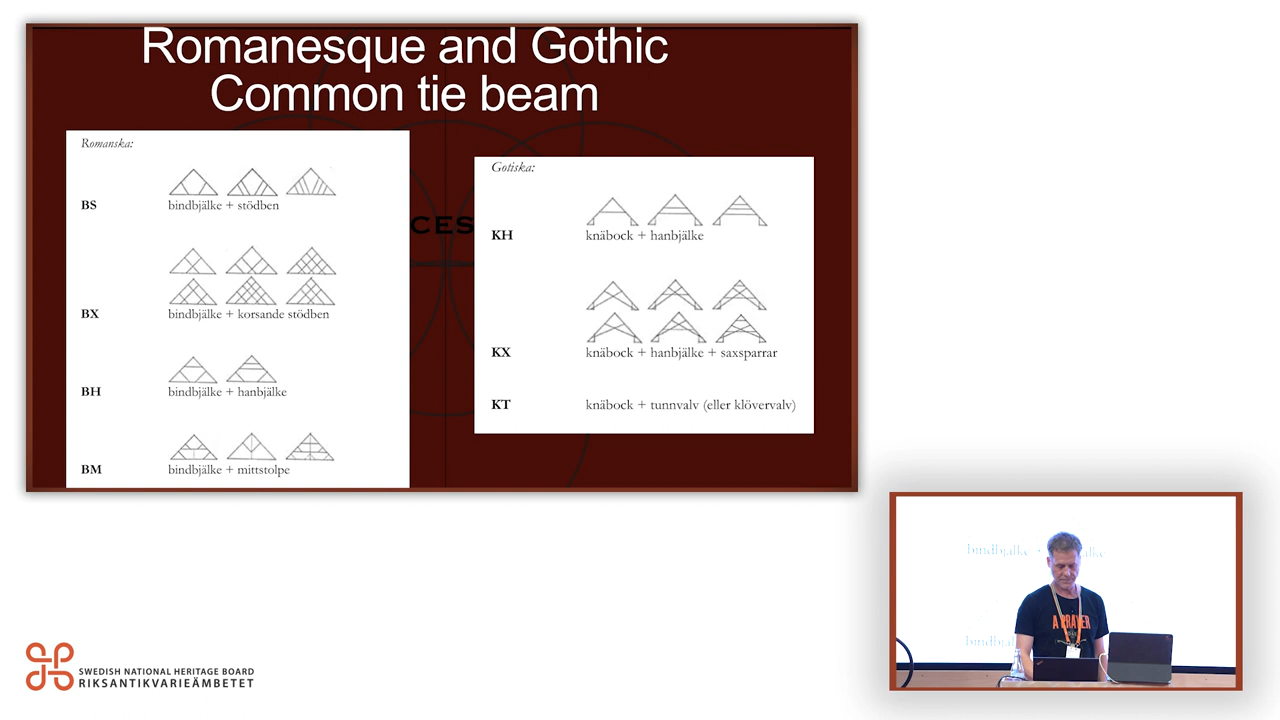 Romanesque and Gothic
Common tie beam
Romanska:
BS
bindbjälke + stödben
BX
bindbjälke + korsande stödben
BH
bindbjälke + hanbjälke
BM
bindbjälke + mittstolpe
CES
Gotiska:
KH
knäbock + hanbjälke
KX
knäbock + hanbjälke + saxsparrar
KT
knäbock + tunnvalv (eller klövervalv)
bindbjälke
A
SWEDISH NATIONAL HERITAGE BOARD
RIKSANTIKVARIEÄMBETET